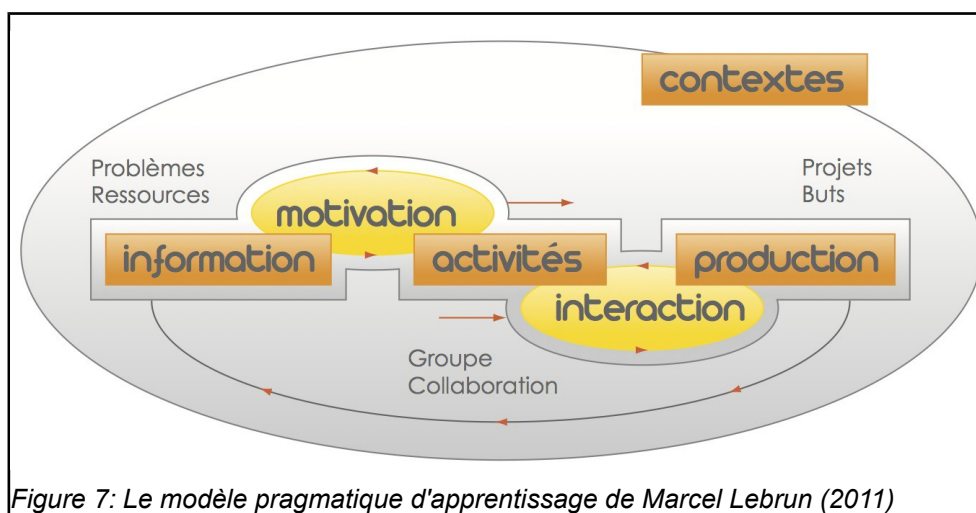 contextes
Problèmes
Ressources
Projets
Buts
motivation
information
activités
production
interaction
Groupe
Collaboration
Figure 7: Le modèle pragmatique d'apprentissage de Marcel Lebrun (2011)